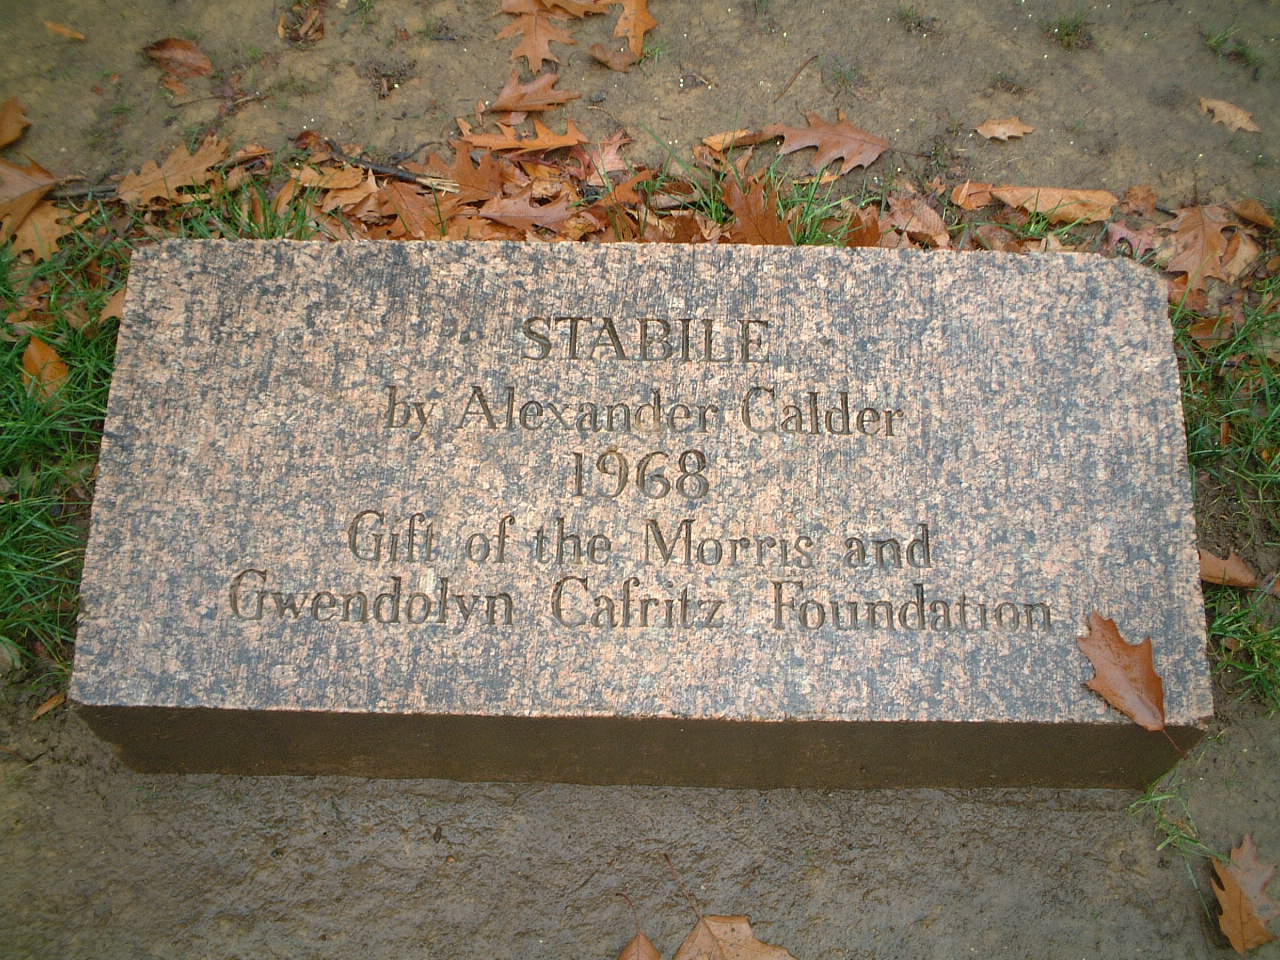 STABILE
by Alexander Calder
1968
Gift of the Morris and
Gwendolyn Cafritz Foundation